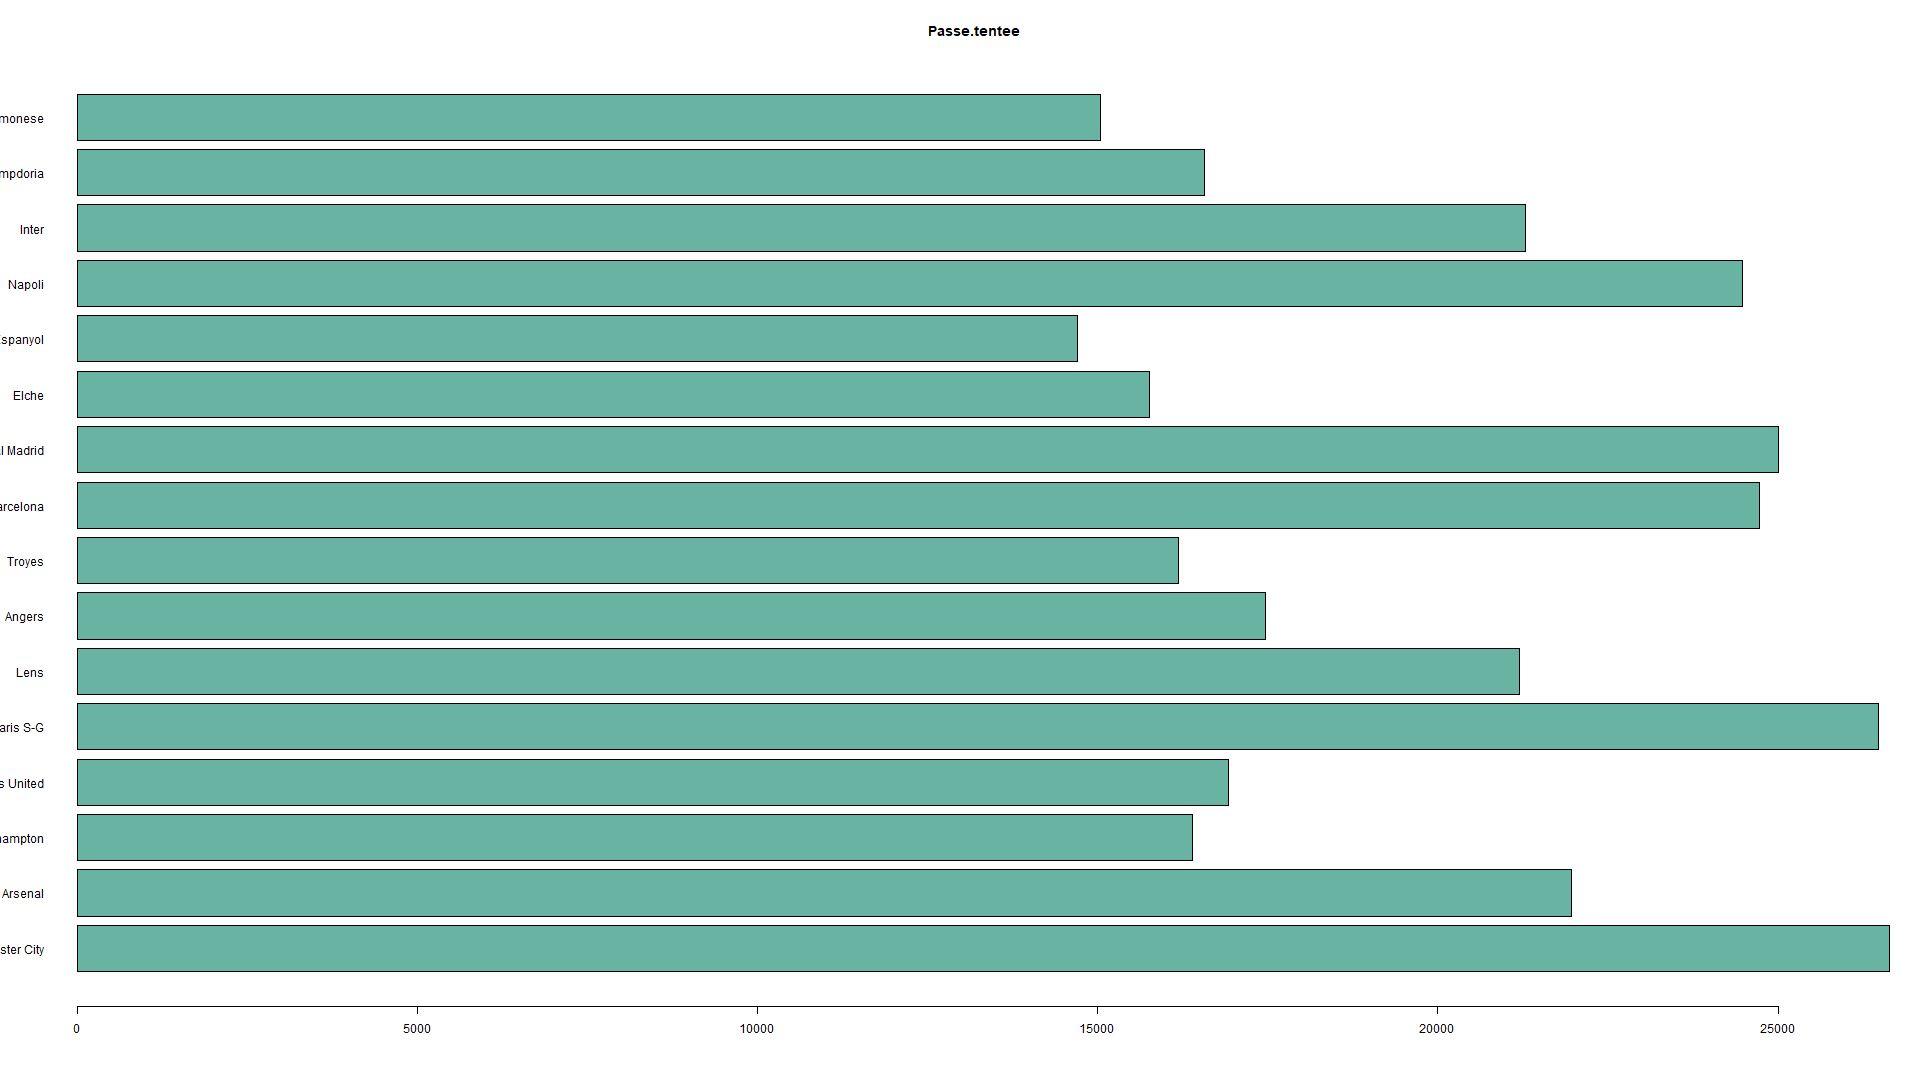 Passe.tentee
monese
mpdoria
Inter
Napoli
spanyol
Elche
l Madrid
arcelona
Troyes
Angers
Lens
aris S-G
s United
ampton
Arsenal
ster City
0 5000 10000 15000 20000 25000